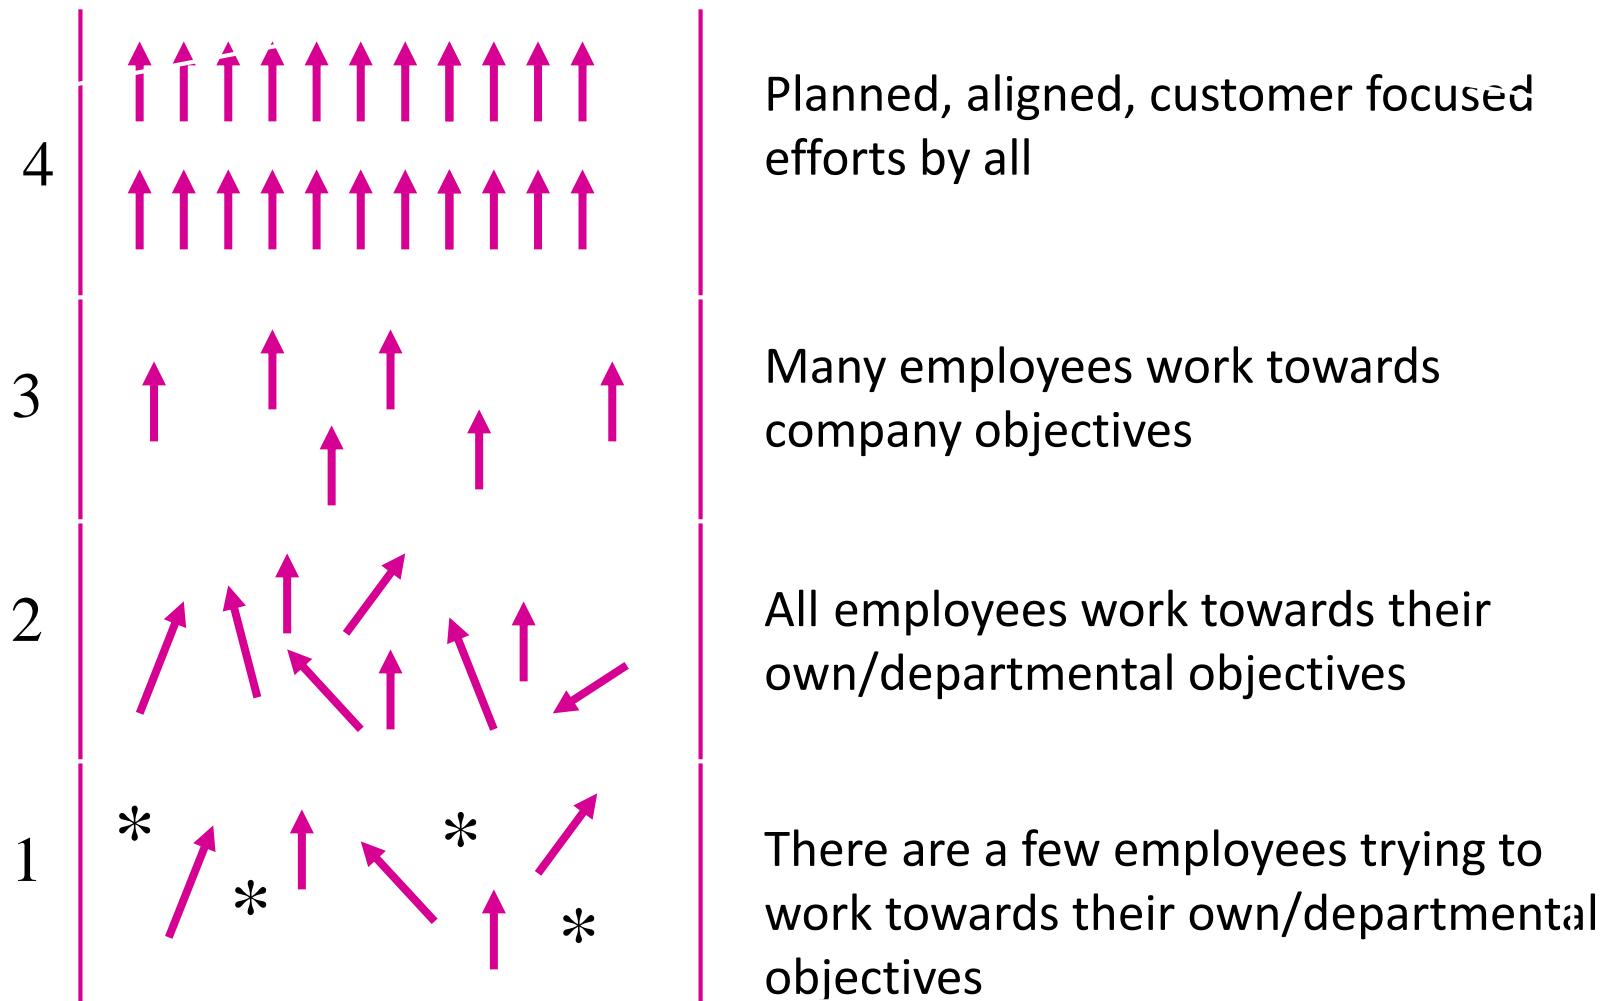 4
Planned, aligned, customer focused
efforts by all
3
Many employees work towards
company objectives
2
All employees work towards their
own/departmental objectives
1
* * * *
There are a few employees trying to
work towards their own/departmental
objectives